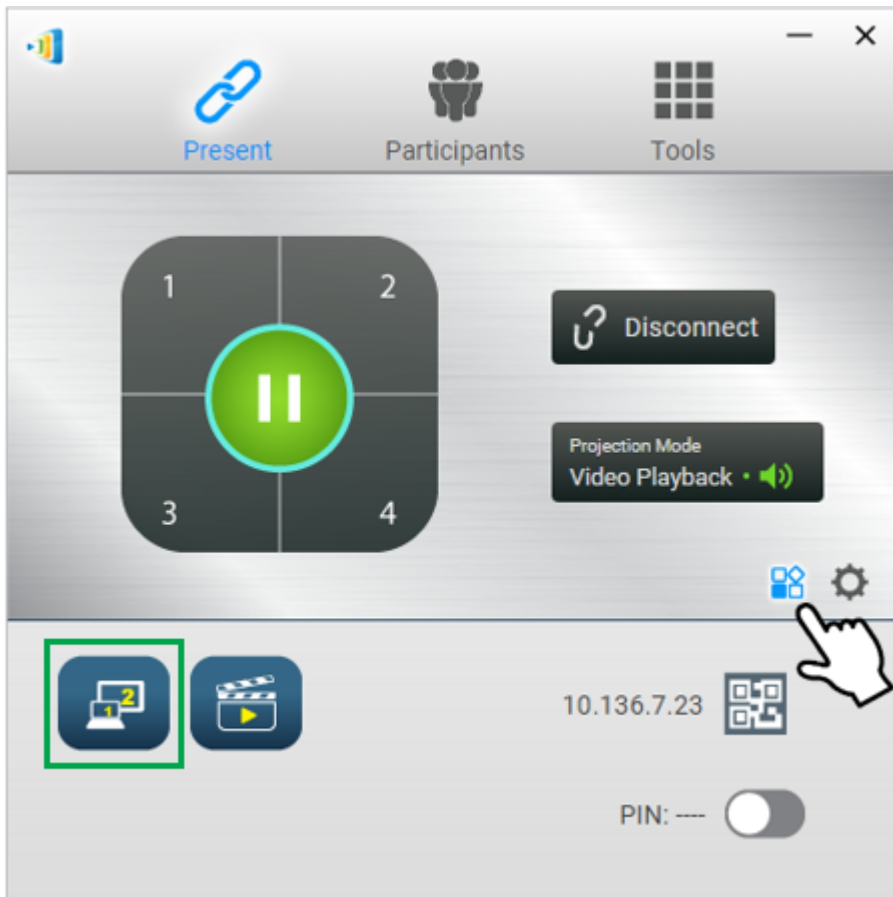 Present Participants Tools
1 2
Disconnect
Projection Mode
Video Playback
3 4
1 2
10.136.7.23
PIN: ----